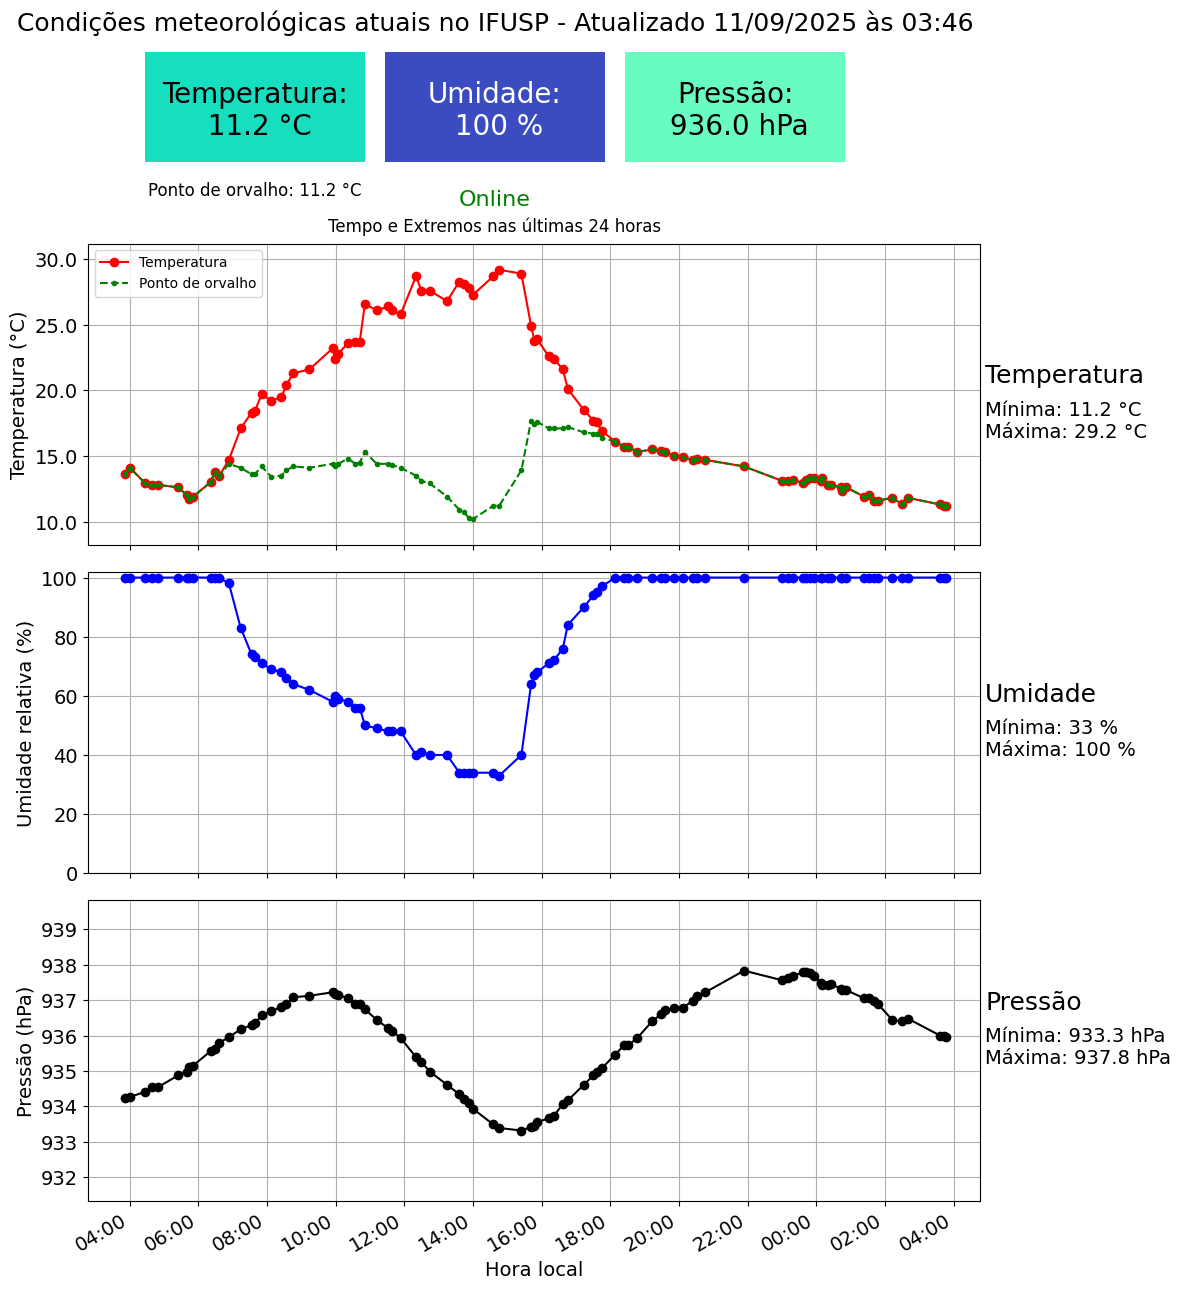 Condições meteorológicas atuais no IFUSP - Atualizado 11/09/2025 às 03:46
Temperatura:
11.2 °C
Umidade:
100 %
Pressão:
936.0 hPa
Ponto de orvalho: 11.2 °C
Online
Tempo e Extremos nas últimas 24 horas
Temperatura
Ponto de orvalho
Temperatura (°C)
30.0
25.0
20.0
15.0
10.0
Temperatura
Mínima: 11.2 °C
Máxima: 29.2 °C
Umidade relativa (%)
100
80
60
40
20
0
Umidade
Mínima: 33 %
Máxima: 100 %
Pressão (hPa)
939
938
937
936
935
934
933
932
Pressão
Mínima: 933.3 hPa
Máxima: 937.8 hPa
04:00 06:00 08:00 10:00 12:00 14:00 16:00 18:00 20:00 22:00 00:00 02:00 04:00
Hora local